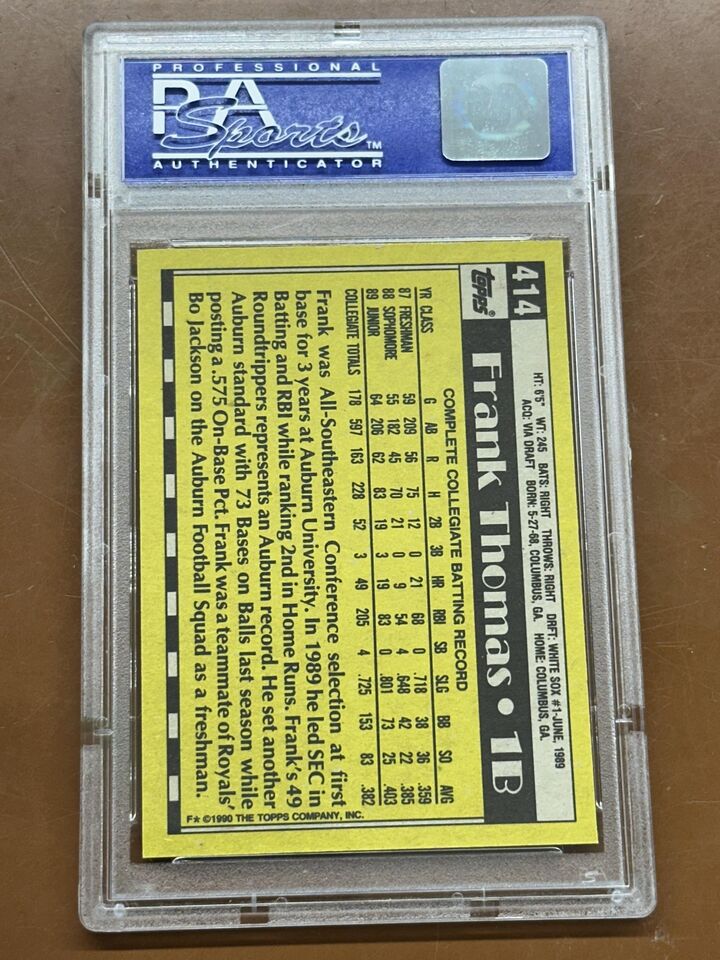 PROFESSIONAL
PSA
Sports™
AUTHENTICATOR
414
TOPPS®
HT: 6'5" WT: 245 BATS: RIGHT THROWS: RIGHT DRFT: WHITE SOX #1-JUNE, 1989
ACQ: VIA DRAFT BORN: 5-27-68, COLUMBUS, GA. HOME: COLUMBUS, GA.
Frank Thomas • 1B
COMPLETE COLLEGIATE BATTING RECORD
YR CLASS G AB R H 2B 3B HR RBI SB SLG BB SO AVG
87 FRESHMAN 59 209 56 75 12 0 21 68 0 .718 38 36 .359
88 SOPHOMORE 55 182 45 70 21 0 9 54 4 .648 42 22 .385
89 JUNIOR 64 206 62 83 19 3 19 83 0 .801 73 25 .403
COLLEGIATE TOTALS 178 597 163 228 52 3 49 205 4 .725 153 83 .382
Frank was All-Southeastern Conference selection at first
base for 3 years at Auburn University. In 1989 he led SEC in
Batting and RBI while ranking 2nd in Home Runs. Frank's 49
Roundtrippers represents an Auburn record. He set another
Auburn standard with 73 Bases on Balls last season while
posting a .575 On-Base Pct. Frank was a teammate of Royals'
Bo Jackson on the Auburn Football Squad as a freshman.
F★ ©1990 THE TOPPS COMPANY, INC.